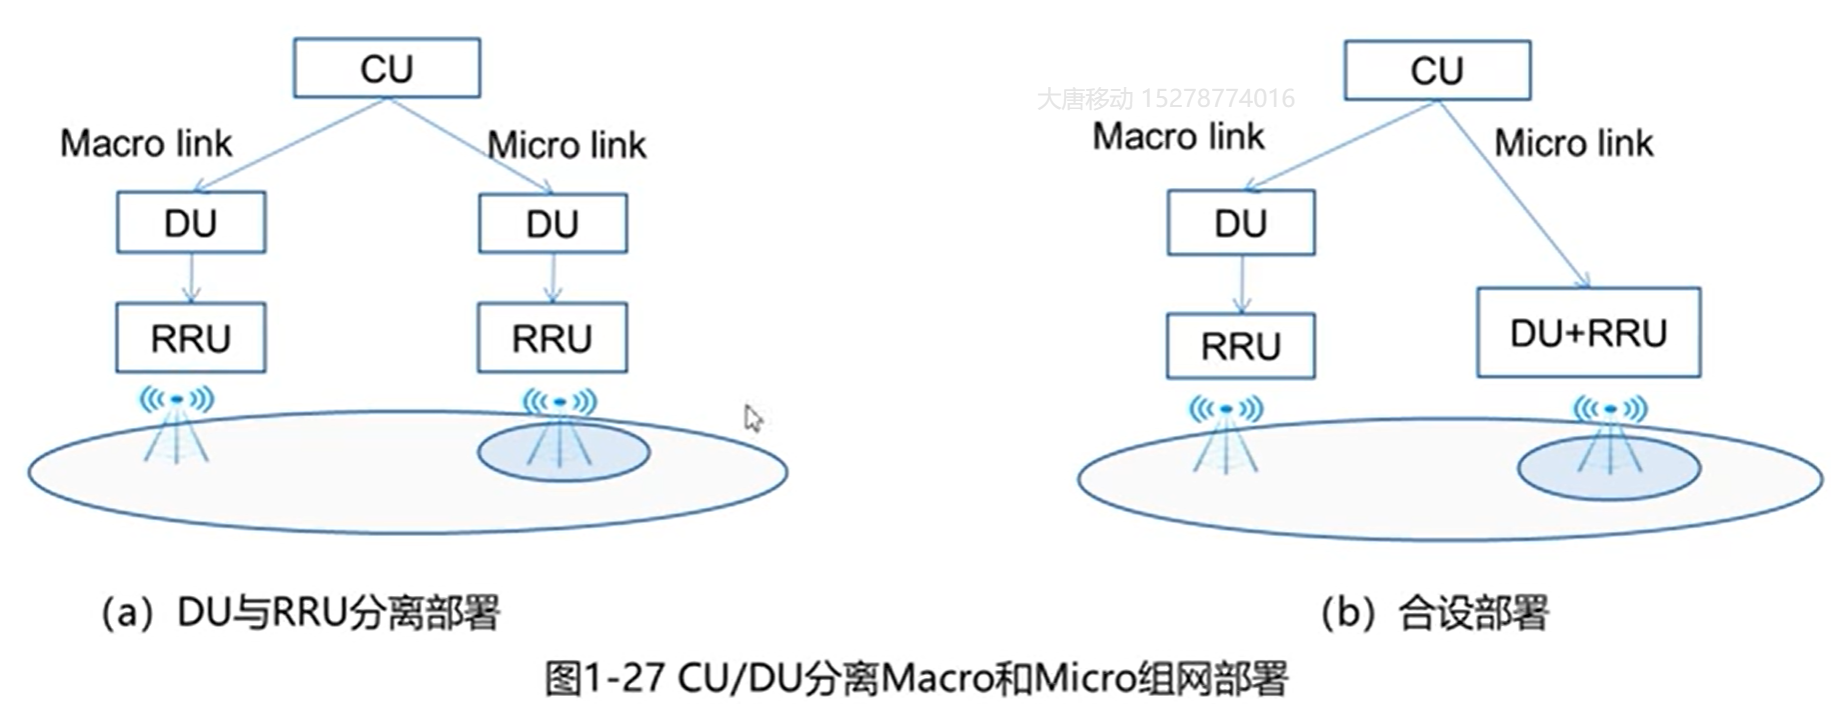 CU
Macro link
Micro link
DU
DU
RRU
RRU
(a) DU与RRU分离部署
大唐移动 15278774016
CU
Macro link
Micro link
DU
RRU
DU+RRU
(b) 合设部署
图1-27 CU/DU分离Macro和Micro组网部署